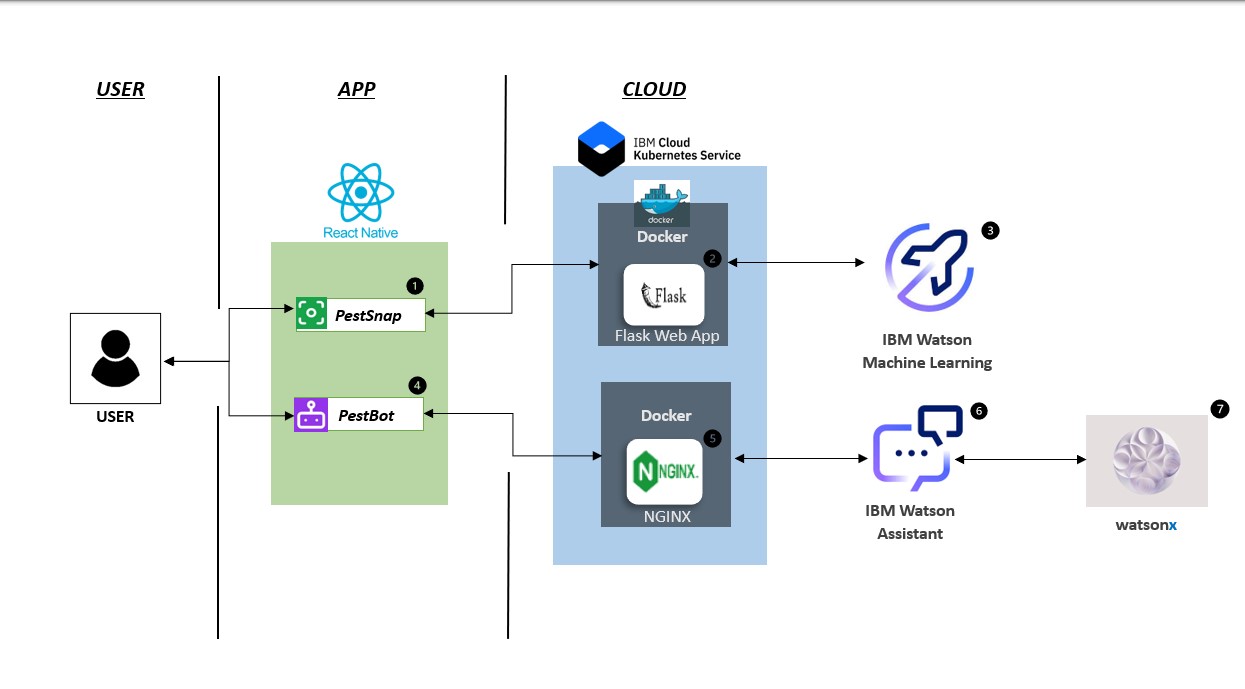 USER
APP
CLOUD
IBM Cloud
Kubernetes Service
React Native
docker
Docker
1
PestSnap
2
Flask
Flask Web App
3
IBM Watson
Machine Learning
USER
4
PestBot
Docker
5
NGINX.
NGINX
6
IBM Watson
Assistant
7
watsonx